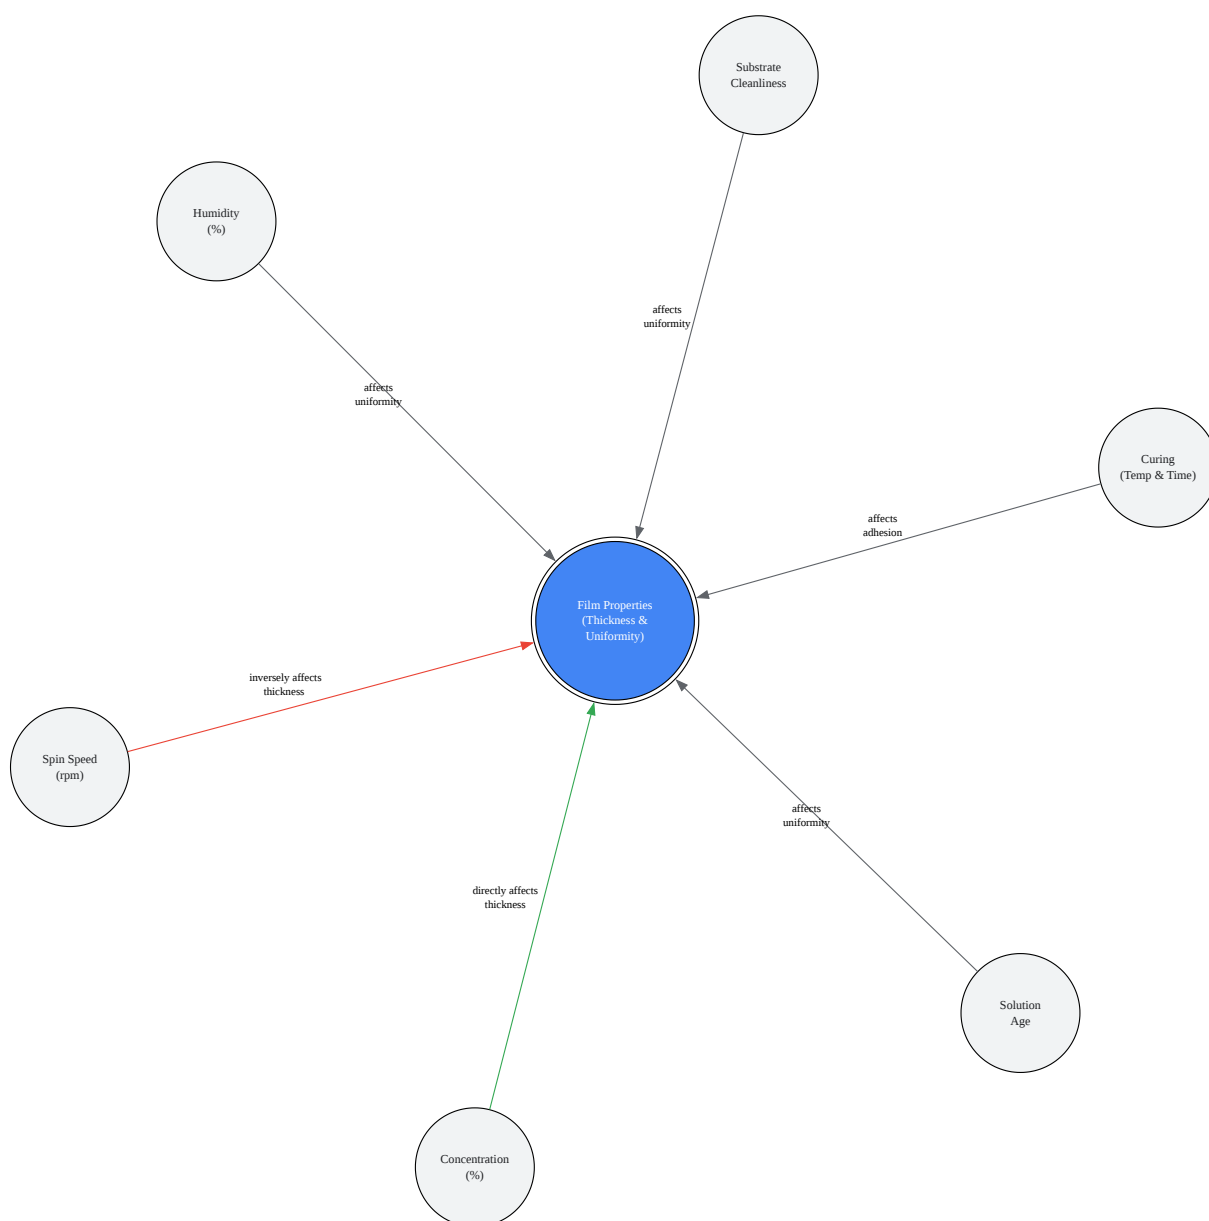 Substrate
Cleanliness
Humidity
(%)
affects
uniformity
affects
uniformity
Curing
(Temp & Time)
affects
adhesion
Film Properties
(Thickness &
Uniformity)
inversely affects
thickness
Spin Speed
(rpm)
affects
uniformity
directly affects
thickness
Solution
Age
Concentration
(%)